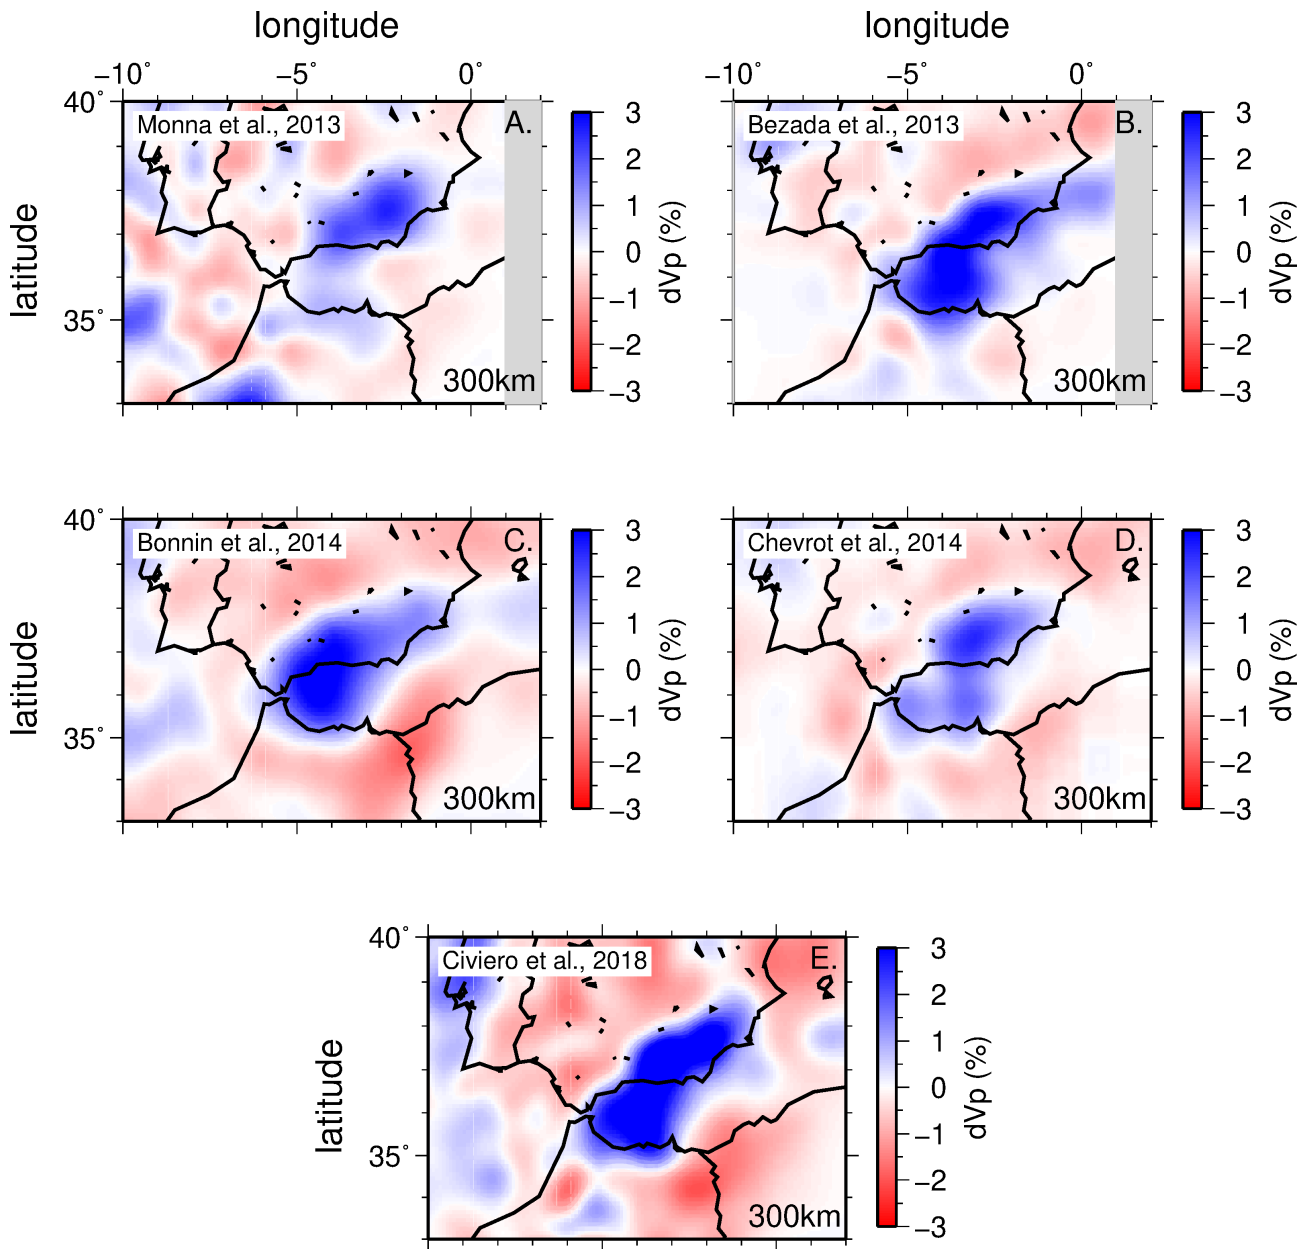 longitude
longitude
−10° −5° 0°
−10° −5° 0°
40°
35°
latitude
Monna et al., 2013
A.
300km
3
2
1
0
−1
−2
−3
dVp (%)
Bezada et al., 2013
B.
300km
3
2
1
0
−1
−2
−3
dVp (%)
40°
35°
latitude
Bonnin et al., 2014
C.
300km
3
2
1
0
−1
−2
−3
dVp (%)
Chevrot et al., 2014
D.
300km
3
2
1
0
−1
−2
−3
dVp (%)
40°
35°
latitude
Civiero et al., 2018
E.
300km
3
2
1
0
−1
−2
−3
dVp (%)